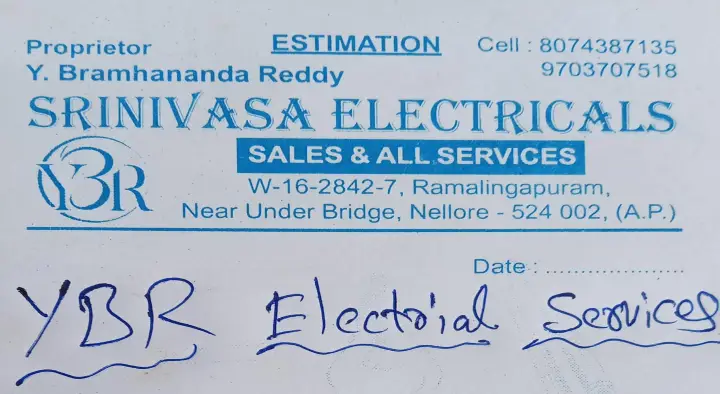 Proprietor ESTIMATION Cell : 8074387135
Y. Bramhananda Reddy 9703707518
SRINIVASA ELECTRICALS
YBR
SALES & ALL SERVICES
W-16-2842-7, Ramalingapuram,
Near Under Bridge, Nellore - 524 002, (A.P.)
Date : ......................
YBR Electrial Services